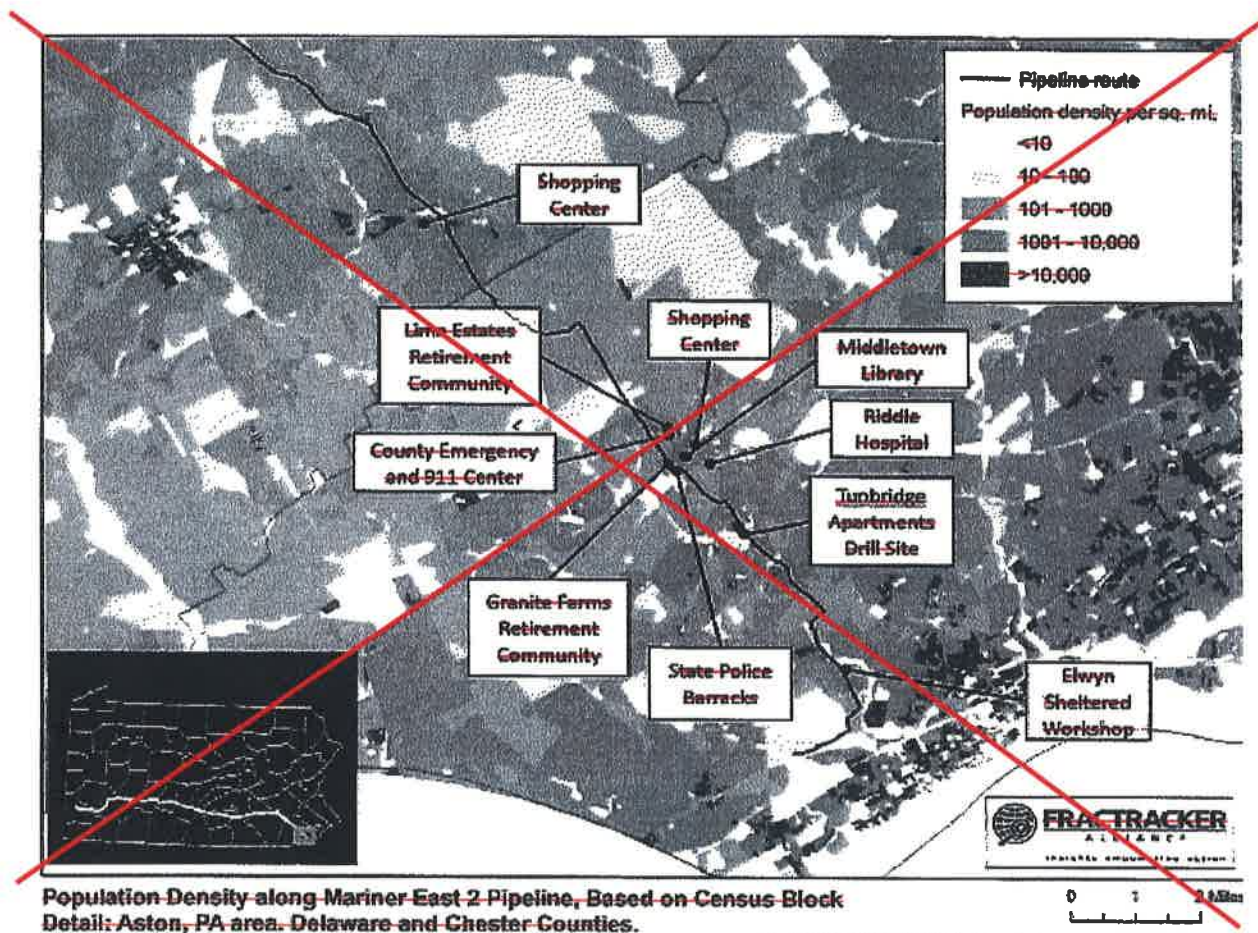 Pipeline route
Population density per sq. mi.
<10
10 - 100
101 - 1000
1001 - 10,000
>10,000
Shopping
Center
Lima Estates
Retirement
Community
Shopping
Center
Middletown
Library
Riddle
Hospital
County Emergency
and 911 Center
Tunbridge
Apartments
Drill Site
Granite Farms
Retirement
Community
State Police
Barracks
Elwyn
Sheltered
Workshop
FRACTRACKER
ALLIANCE
0 1 2 Miles
Population Density along Mariner East 2 Pipeline, Based on Census Block
Detail: Aston, PA area. Delaware and Chester Counties.